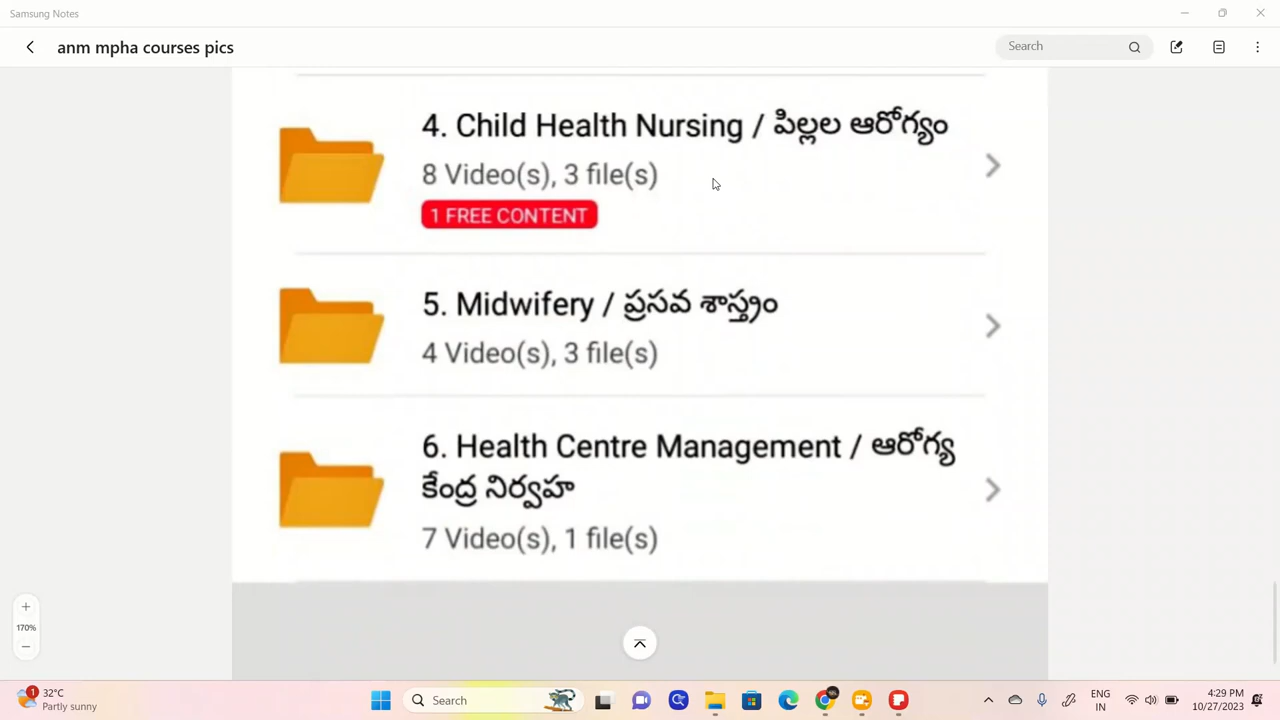 Samsung Notes
anm mpha courses pics
Search
4. Child Health Nursing / పిల్లల ఆరోగ్యం
8 Video(s), 3 file(s)
1 FREE CONTENT
5. Midwifery / ప్రసవ శాస్త్రం
4 Video(s), 3 file(s)
6. Health Centre Management / ఆరోగ్య
కేంద్ర నిర్వహ
7 Video(s), 1 file(s)
170%
1
32°C
Partly sunny
Search
ENG
IN
4:29 PM
10/27/2023